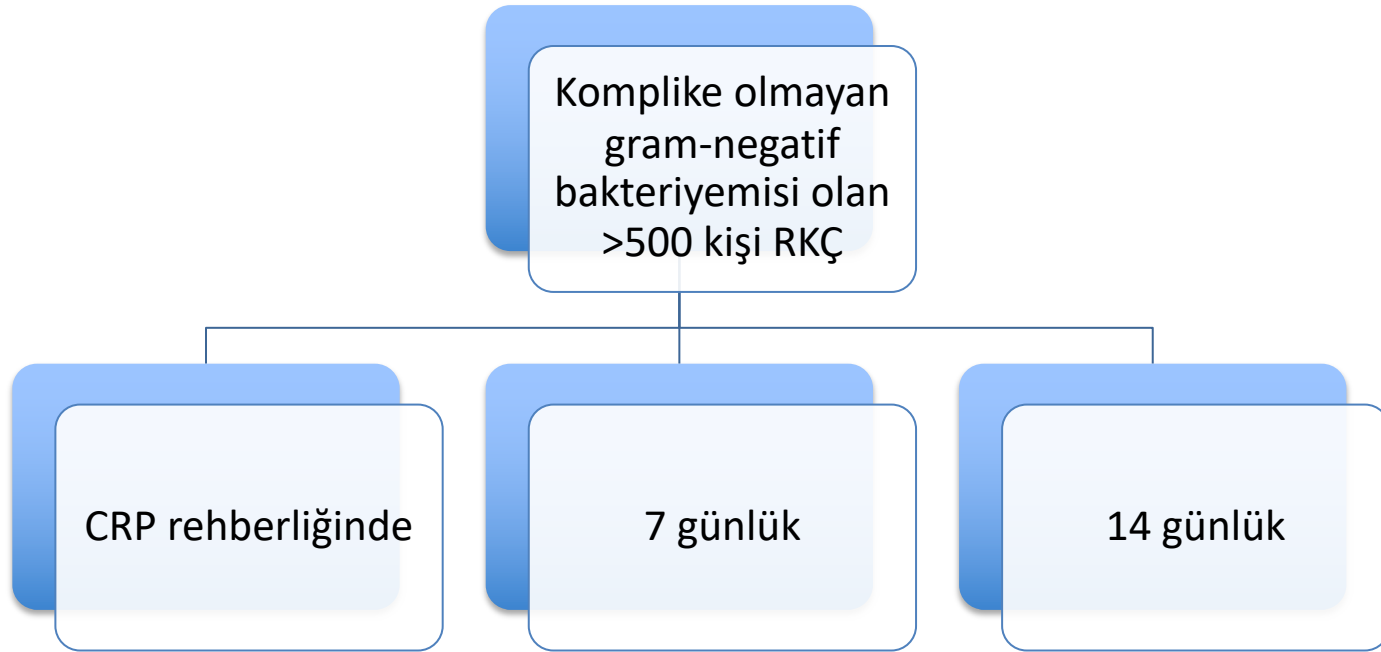 Komplike olmayan
gram-negatif
bakteriyemisi olan
>500 kişi RKÇ
CRP rehberliğinde
7 günlük
14 günlük